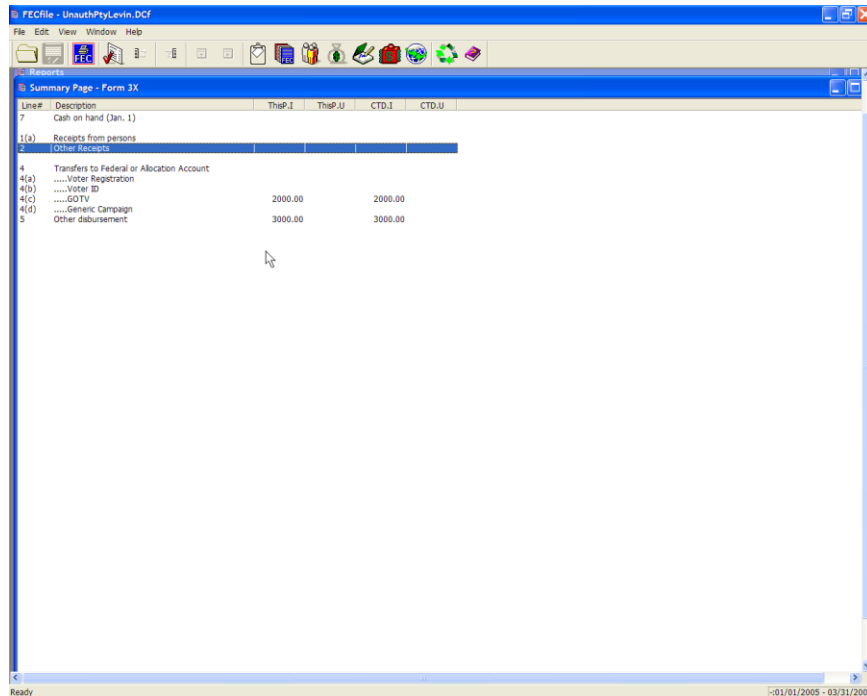 FECfile - UnauthPtyLevin.DCf
File Edit View Window Help
FEC
Reports
Summary Page - Form 3X
Line# Description ThisP.I ThisP.U CTD.I CTD.U
7 Cash on hand (Jan. 1)
1(a) Receipts from persons
2 Other Receipts
4 Transfers to Federal or Allocation Account
4(a) .....Voter Registration
4(b) .....Voter ID
4(c) .....GOTV 2000.00 2000.00
4(d) .....Generic Campaign
5 Other disbursement 3000.00 3000.00
Ready -:01/01/2005 - 03/31/200